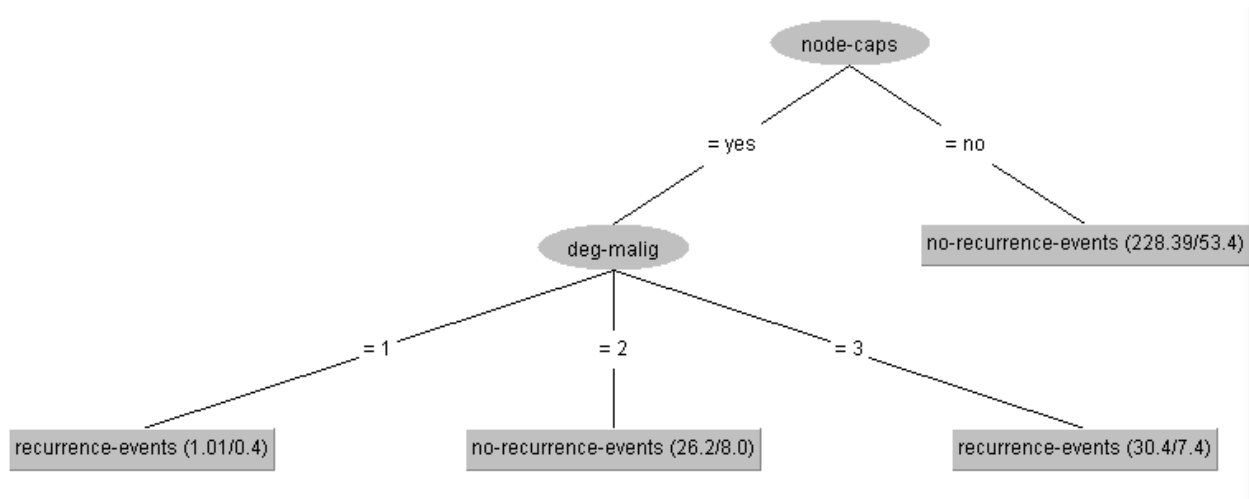 node-caps
= yes
= no
deg-malig
no-recurrence-events (228.39/53.4)
= 1
= 2
= 3
recurrence-events (1.01/0.4)
no-recurrence-events (26.2/8.0)
recurrence-events (30.4/7.4)